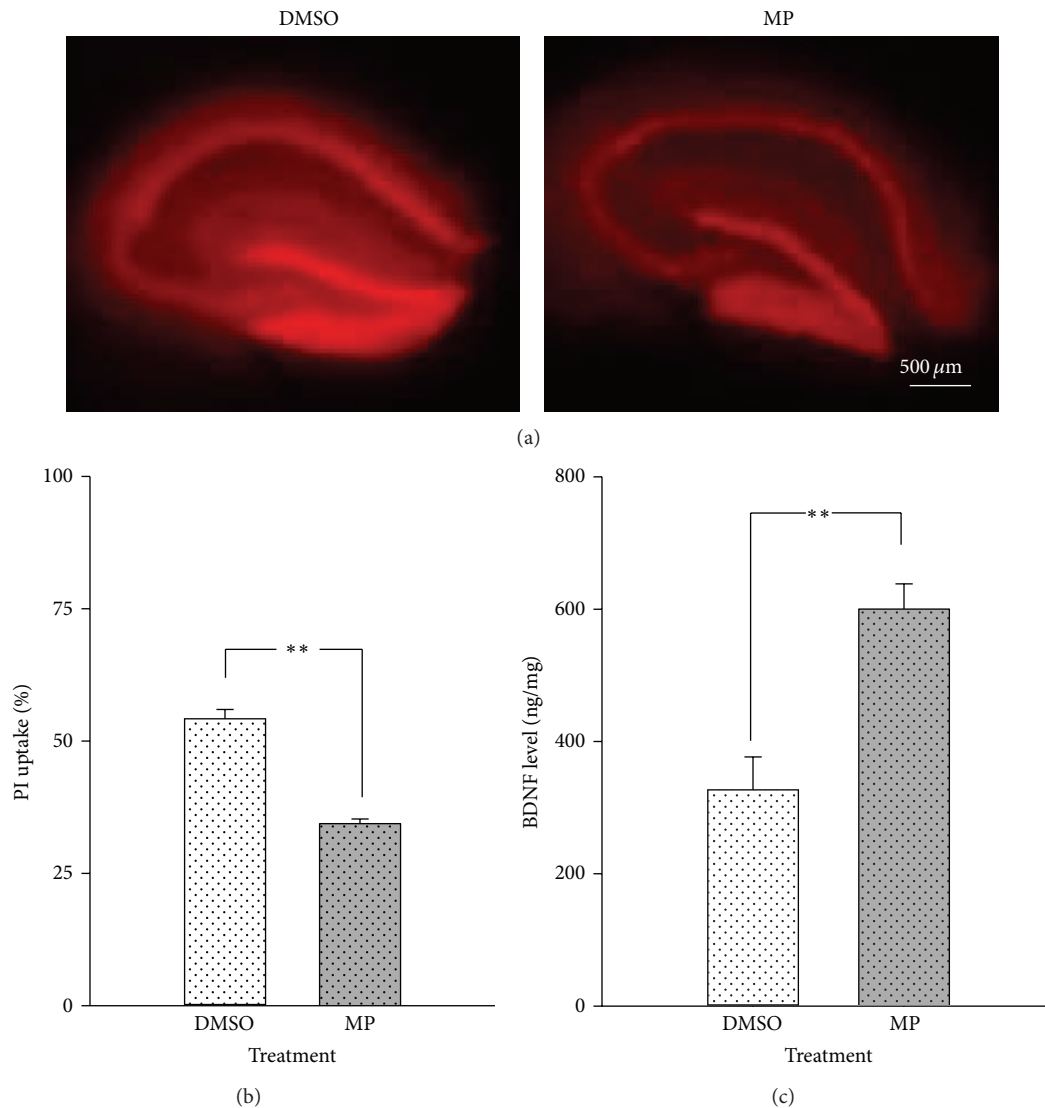 DMSO
MP
500 μm
(a)
100
75
50
25
0
PI uptake (%)
**
DMSO
MP
Treatment
(b)
800
600
400
200
0
BDNF level (ng/mg)
**
DMSO
MP
Treatment
(c)